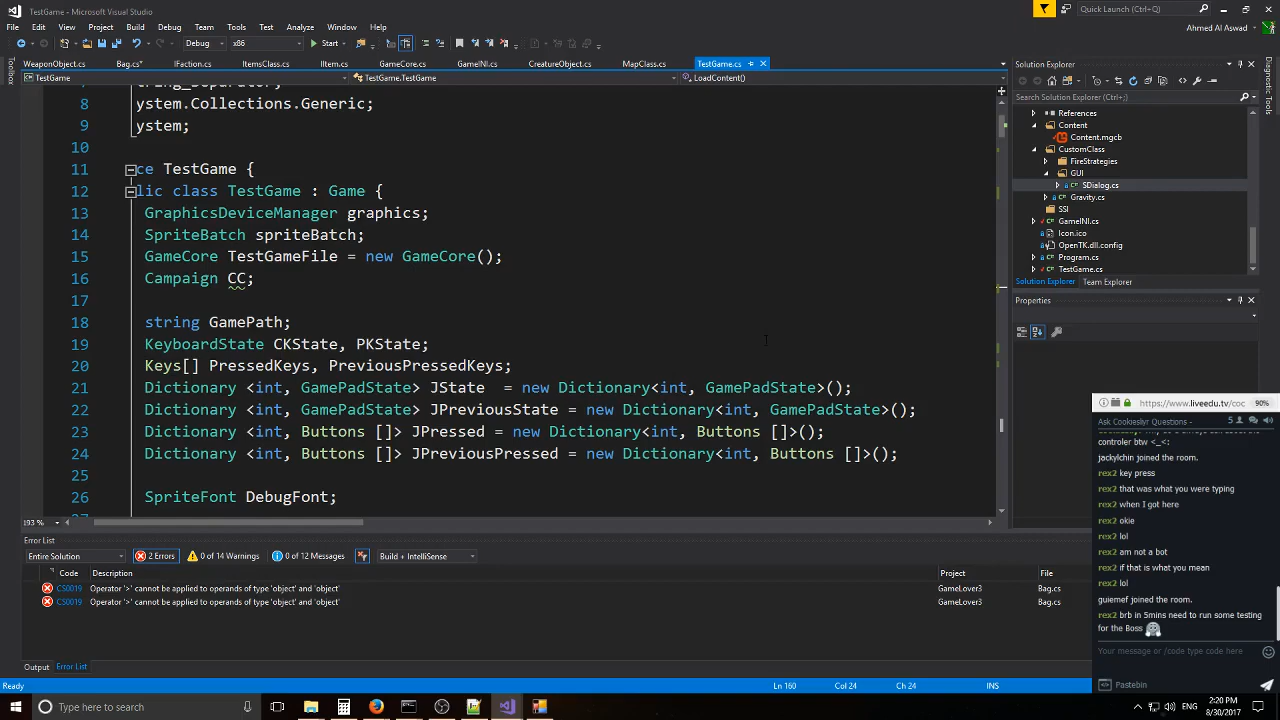 TestGame - Microsoft Visual Studio
Quick Launch (Ctrl+Q)
File Edit View Project Build Debug Team Tools Architecture Test Analyze Window Help
Ahmed Al Aswad
Debug x86 Start
Toolbox
WeaponObject.cs Bag.cs* IFaction.cs ItemsClass.cs IItem.cs GameCore.cs GameINI.cs CreatureObject.cs MapClass.cs TestGame.cs
TestGame TestGame.TestGame LoadContent()
8 ystem.Collections.Generic;
9 ystem;
10
11 ce TestGame {
12 lic class TestGame : Game {
13 GraphicsDeviceManager graphics;
14 SpriteBatch spriteBatch;
15 GameCore TestGameFile = new GameCore();
16 Campaign CC;
17
18 string GamePath;
19 KeyboardState CKState, PKState;
20 Keys[] PressedKeys, PreviousPressedKeys;
21 Dictionary <int, GamePadState> JState = new Dictionary<int, GamePadState>();
22 Dictionary <int, GamePadState> JPreviousState = new Dictionary<int, GamePadState>();
23 Dictionary <int, Buttons []> JPressed = new Dictionary<int, Buttons []>();
24 Dictionary <int, Buttons []> JPreviousPressed = new Dictionary<int, Buttons []>();
25
26 SpriteFont DebugFont;
193 %
Solution Explorer
Search Solution Explorer (Ctrl+;)
References
Content
Content.mgcb
CustomClass
FireStrategies
GUI
SDialog.cs
Gravity.cs
SSI
GameINI.cs
Icon.ico
OpenTK.dll.config
Program.cs
TestGame.cs
Solution Explorer Team Explorer
Properties
Diagnostic Tools
Error List
Entire Solution 2 Errors 0 of 14 Warnings 0 of 12 Messages Build + IntelliSense
Code Description Project File
CS0019 Operator '>' cannot be applied to operands of type 'object' and 'object' GameLover3 Bag.cs
CS0019 Operator '>' cannot be applied to operands of type 'object' and 'object' GameLover3 Bag.cs
Output Error List
Ready Ln 160 Col 24 Ch 24 INS
https://www.liveedu.tv/coc 90%
Ask Cookieslyr Questions - 5
controler btw <_<:
jackylchin joined the room.
rex2 key press
rex2 that was what you were typing
rex2 when I got here
rex2 okie
rex2 lol
rex2 am not a bot
rex2 if that is what you mean
rex2 lol
guiemef joined the room.
rex2 brb in 5mins need to run some testing
for the Boss
Your message or /code type code here
Pastebin
Type here to search
ENG
2:20 PM
8/30/2017